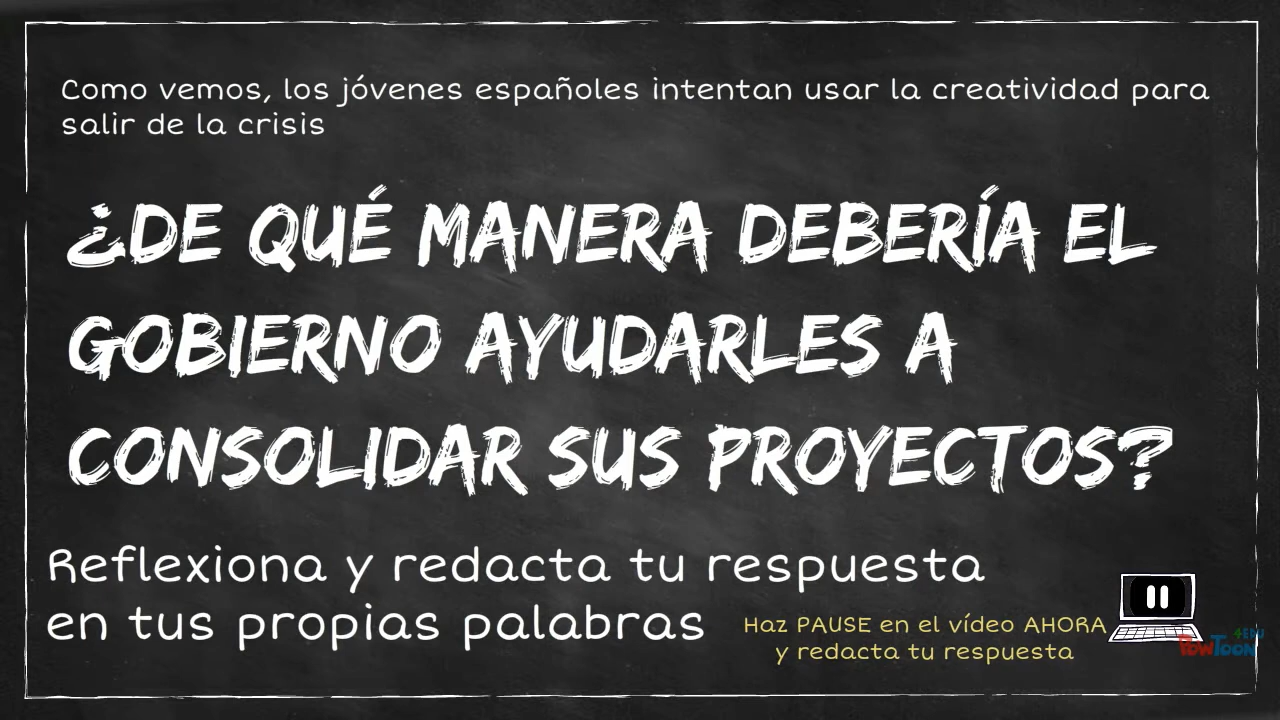 Como vemos, los jóvenes españoles intentan usar la creatividad para
salir de la crisis
¿DE QUÉ MANERA DEBERÍA EL
GOBIERNO AYUDARLES A
CONSOLIDAR SUS PROYECTOS?
Reflexiona y redacta tu respuesta
en tus propias palabras
Haz PAUSE en el vídeo AHORA
y redacta tu respuesta
4EDU
POWTOON